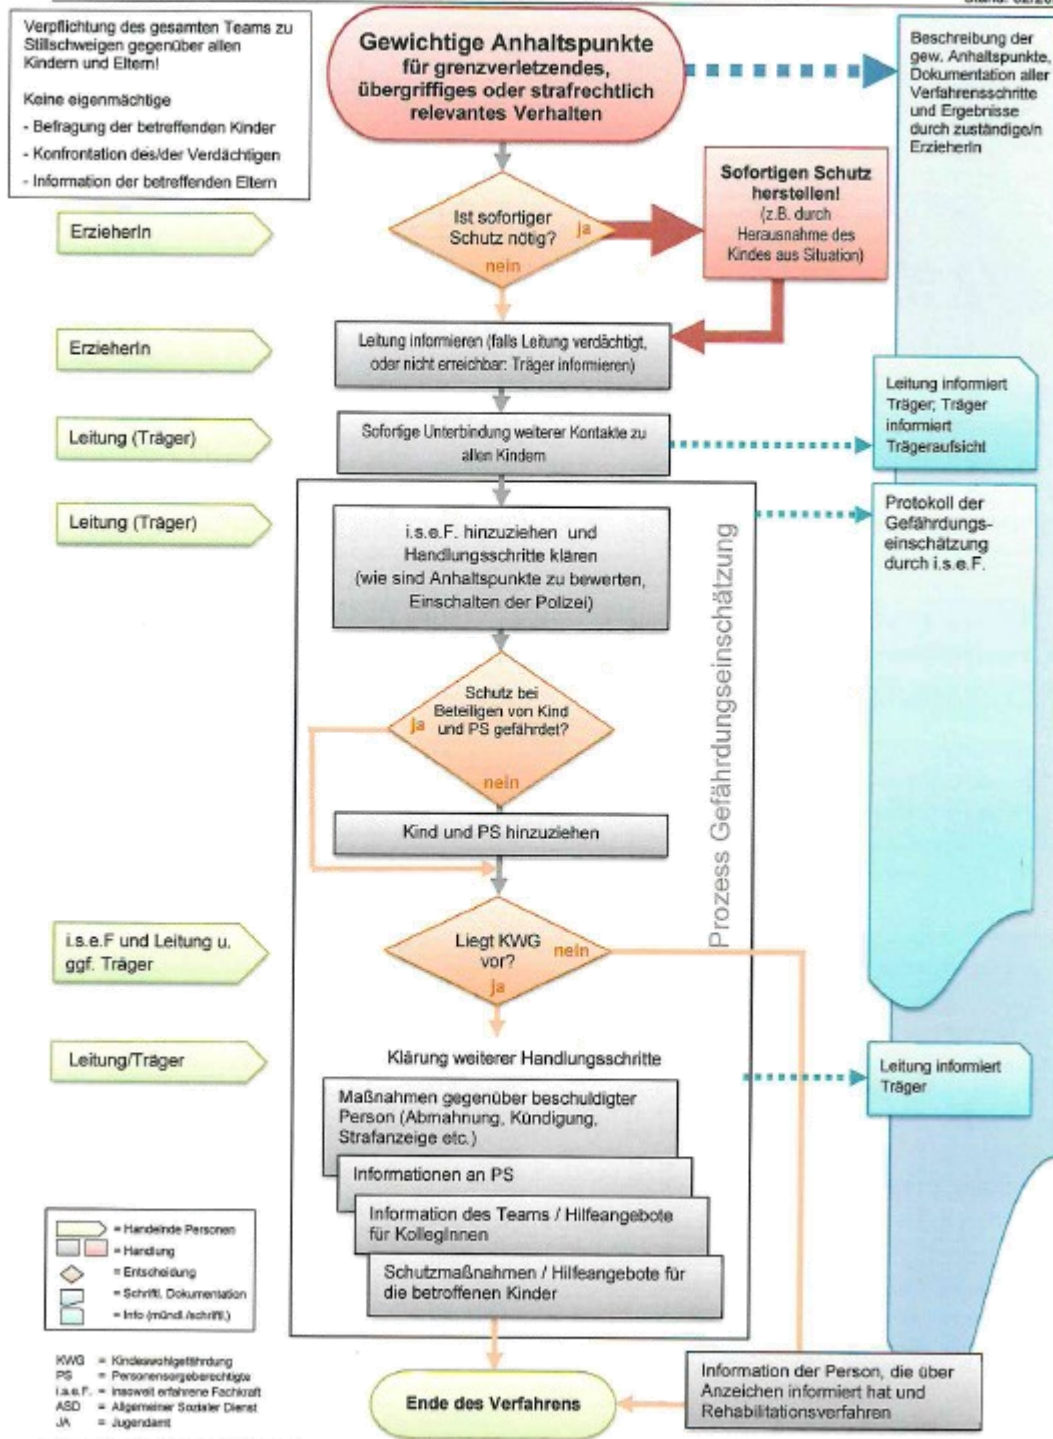 Stand: 02/20
Verpflichtung des gesamten Teams zu
Stillschweigen gegenüber allen
Kindern und Eltern!
Keine eigenmächtige
- Befragung der betreffenden Kinder
- Konfrontation des/der Verdächtigen
- Information der betreffenden Eltern
Gewichtige Anhaltspunkte
für grenzverletzendes,
übergriffiges oder strafrechtlich
relevantes Verhalten
Beschreibung der
gew. Anhaltspunkte,
Dokumentation aller
Verfahrensschritte
und Ergebnisse
durch zuständige/n
ErzieherIn
ErzieherIn
Ist sofortiger
Schutz nötig?
ja
nein
Sofortigen Schutz
herstellen!
(z.B. durch
Herausnahme des
Kindes aus Situation)
ErzieherIn
Leitung informieren (falls Leitung verdächtigt,
oder nicht erreichbar: Träger informieren)
Leitung (Träger)
Sofortige Unterbindung weiterer Kontakte zu
allen Kindern
Leitung informiert
Träger; Träger
informiert
Trägeraufsicht
Leitung (Träger)
i.s.e.F. hinzuziehen und
Handlungsschritte klären
(wie sind Anhaltspunkte zu bewerten,
Einschalten der Polizei)
Protokoll der
Gefährdungs-
einschätzung
durch i.s.e.F.
Prozess Gefährdungseinschätzung
Schutz bei
Beteiligen von Kind
und PS gefährdet?
ja
nein
Kind und PS hinzuziehen
i.s.e.F und Leitung u.
ggf. Träger
Liegt KWG
vor?
nein
ja
Leitung/Träger
Klärung weiterer Handlungsschritte
Leitung informiert
Träger
Maßnahmen gegenüber beschuldigter
Person (Abmahnung, Kündigung,
Strafanzeige etc.)
Informationen an PS
Information des Teams / Hilfeangebote
für KollegInnen
Schutzmaßnahmen / Hilfeangebote für
die betroffenen Kinder
= Handelnde Personen
= Handlung
= Entscheidung
= Schriftl. Dokumentation
= Info (mündl./schriftl.)
KWG = Kindeswohlgefährdung
PS = Personensorgeberechtigte
i.s.e.F. = Insoweit erfahrene Fachkraft
ASD = Allgemeiner Sozialer Dienst
JA = Jugendamt
Ende des Verfahrens
Information der Person, die über
Anzeichen informiert hat und
Rehabilitationsverfahren